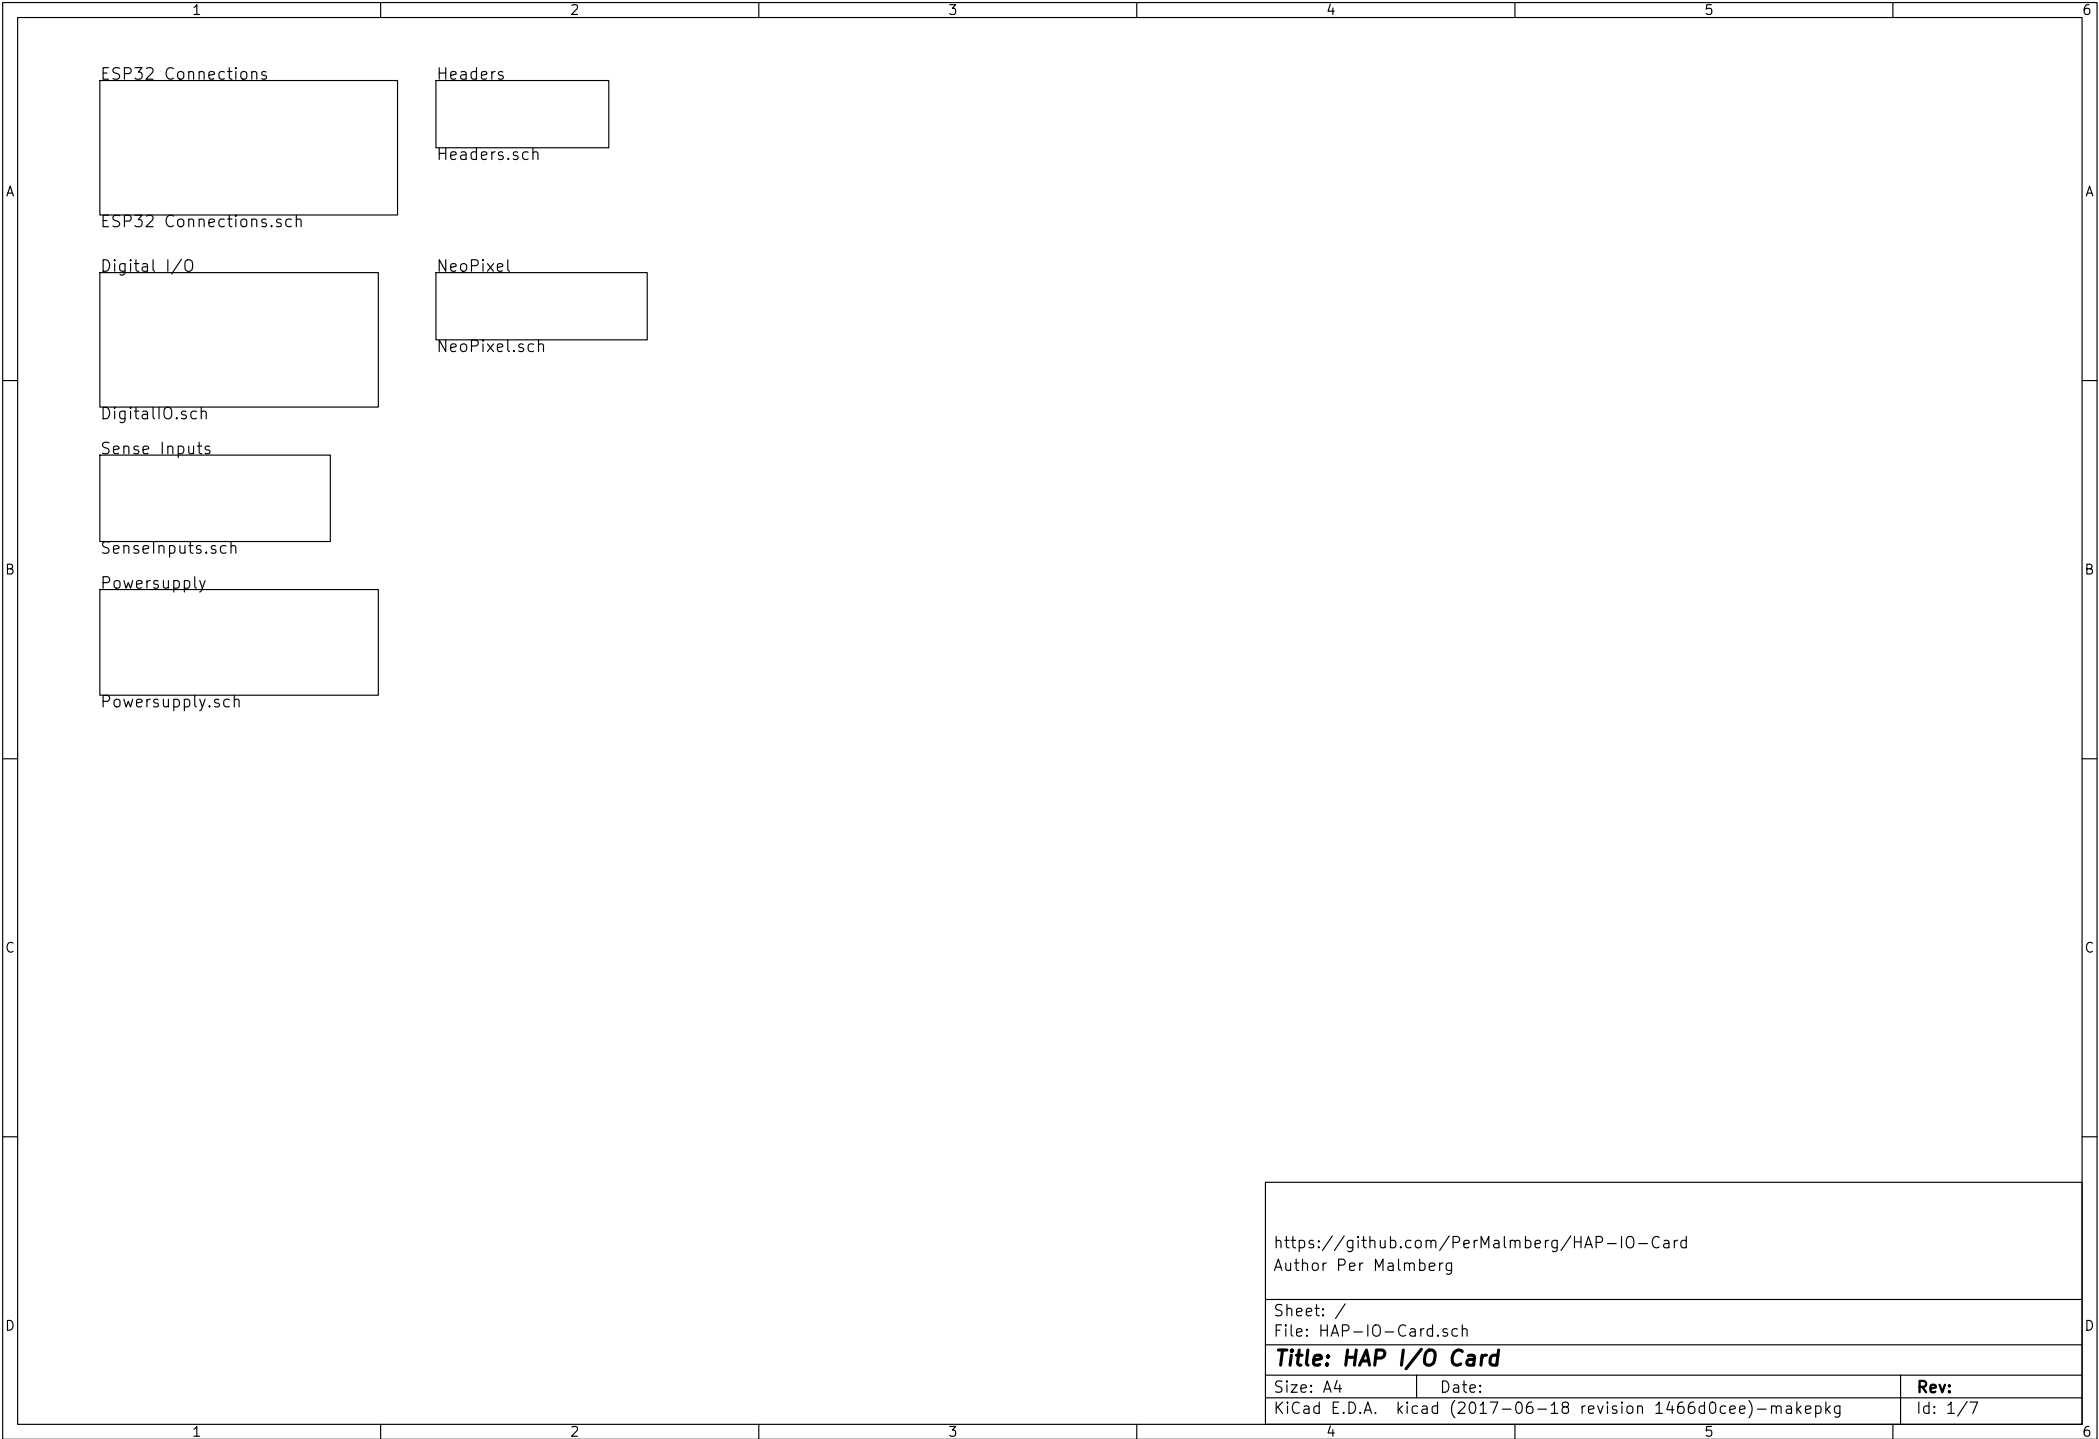 1 2 3 4 5 6
ESP32 Connections
Headers
Headers.sch
A A
ESP32 Connections.sch
Digital I/O
NeoPixel
NeoPixel.sch
DigitalIO.sch
Sense Inputs
SenseInputs.sch
B B
Powersupply
Powersupply.sch
C C
https://github.com/PerMalmberg/HAP-IO-Card
Author Per Malmberg
Sheet: /
D D
File: HAP-IO-Card.sch
Title: HAP I/O Card
Size: A4 Date: Rev:
KiCad E.D.A. kicad (2017-06-18 revision 1466d0cee)-makepkg Id: 1/7
1 2 3 4 5 6